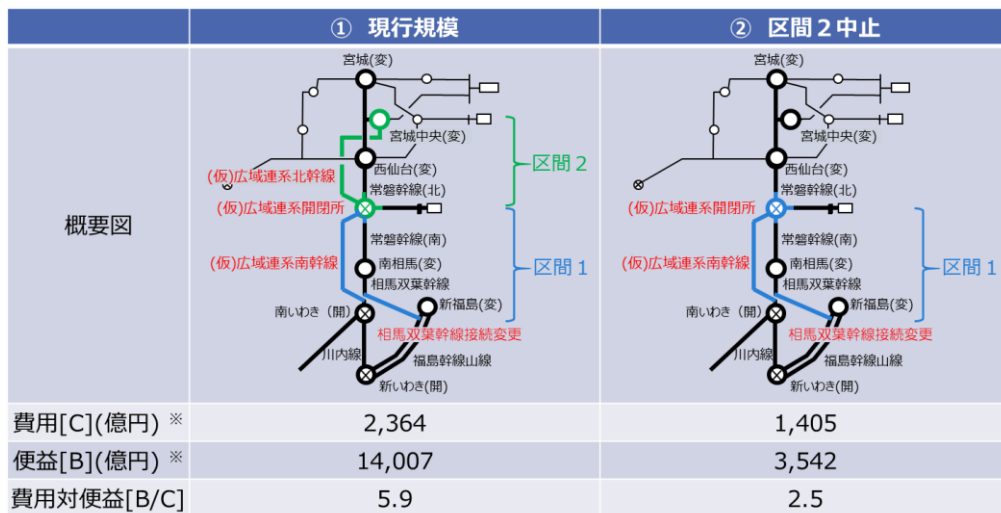 ① 現行規模
② 区間２中止
概要図
宮城(変)
宮城中央(変)
西仙台(変)
区間２
(仮)広域連系北幹線
常磐幹線(北)
(仮)広域連系開閉所
常磐幹線(南)
(仮)広域連系南幹線
区間１
南相馬(変)
相馬双葉幹線
南いわき（開）
新福島(変)
相馬双葉幹線接続変更
川内線
福島幹線山線
新いわき(開)
宮城(変)
宮城中央(変)
西仙台(変)
常磐幹線(北)
(仮)広域連系開閉所
常磐幹線(南)
(仮)広域連系南幹線
区間１
南相馬(変)
相馬双葉幹線
南いわき（開）
新福島(変)
相馬双葉幹線接続変更
川内線
福島幹線山線
新いわき(開)
費用[C](億円) ※ 2,364 1,405
便益[B](億円) ※ 14,007 3,542
費用対便益[B/C] 5.9 2.5